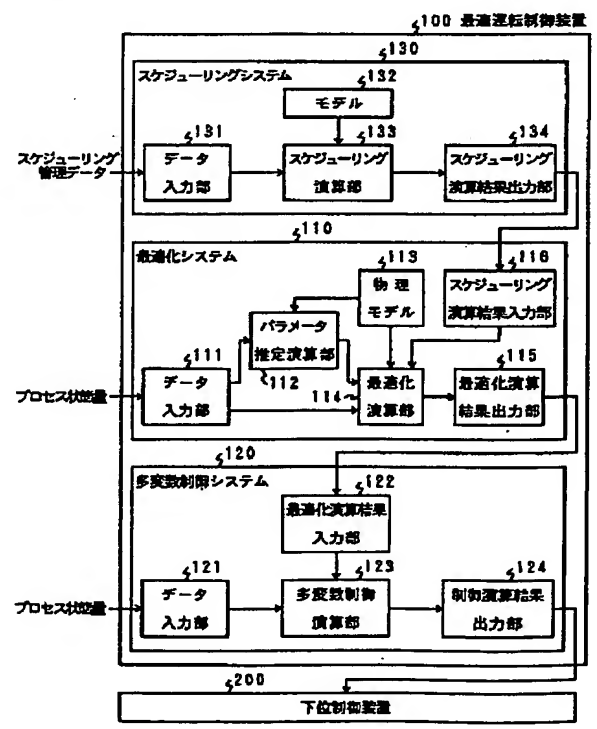 100 最適運転制御装置
130
スケジューリングシステム
132
モデル
131
133
134
スケジューリング
管理データ
データ
入力部
スケジューリング
演算部
スケジューリング
演算結果出力部
110
最適化システム
113
116
物理
モデル
スケジューリング
演算結果入力部
パラメータ
推定演算部
112
111
115
プロセス状態量
データ
入力部
114
最適化
演算部
最適化演算
結果出力部
120
多変数制御システム
122
最適化演算結果
入力部
121
123
124
プロセス状態量
データ
入力部
多変数制御
演算部
制御演算結果
出力部
200
下位制御装置